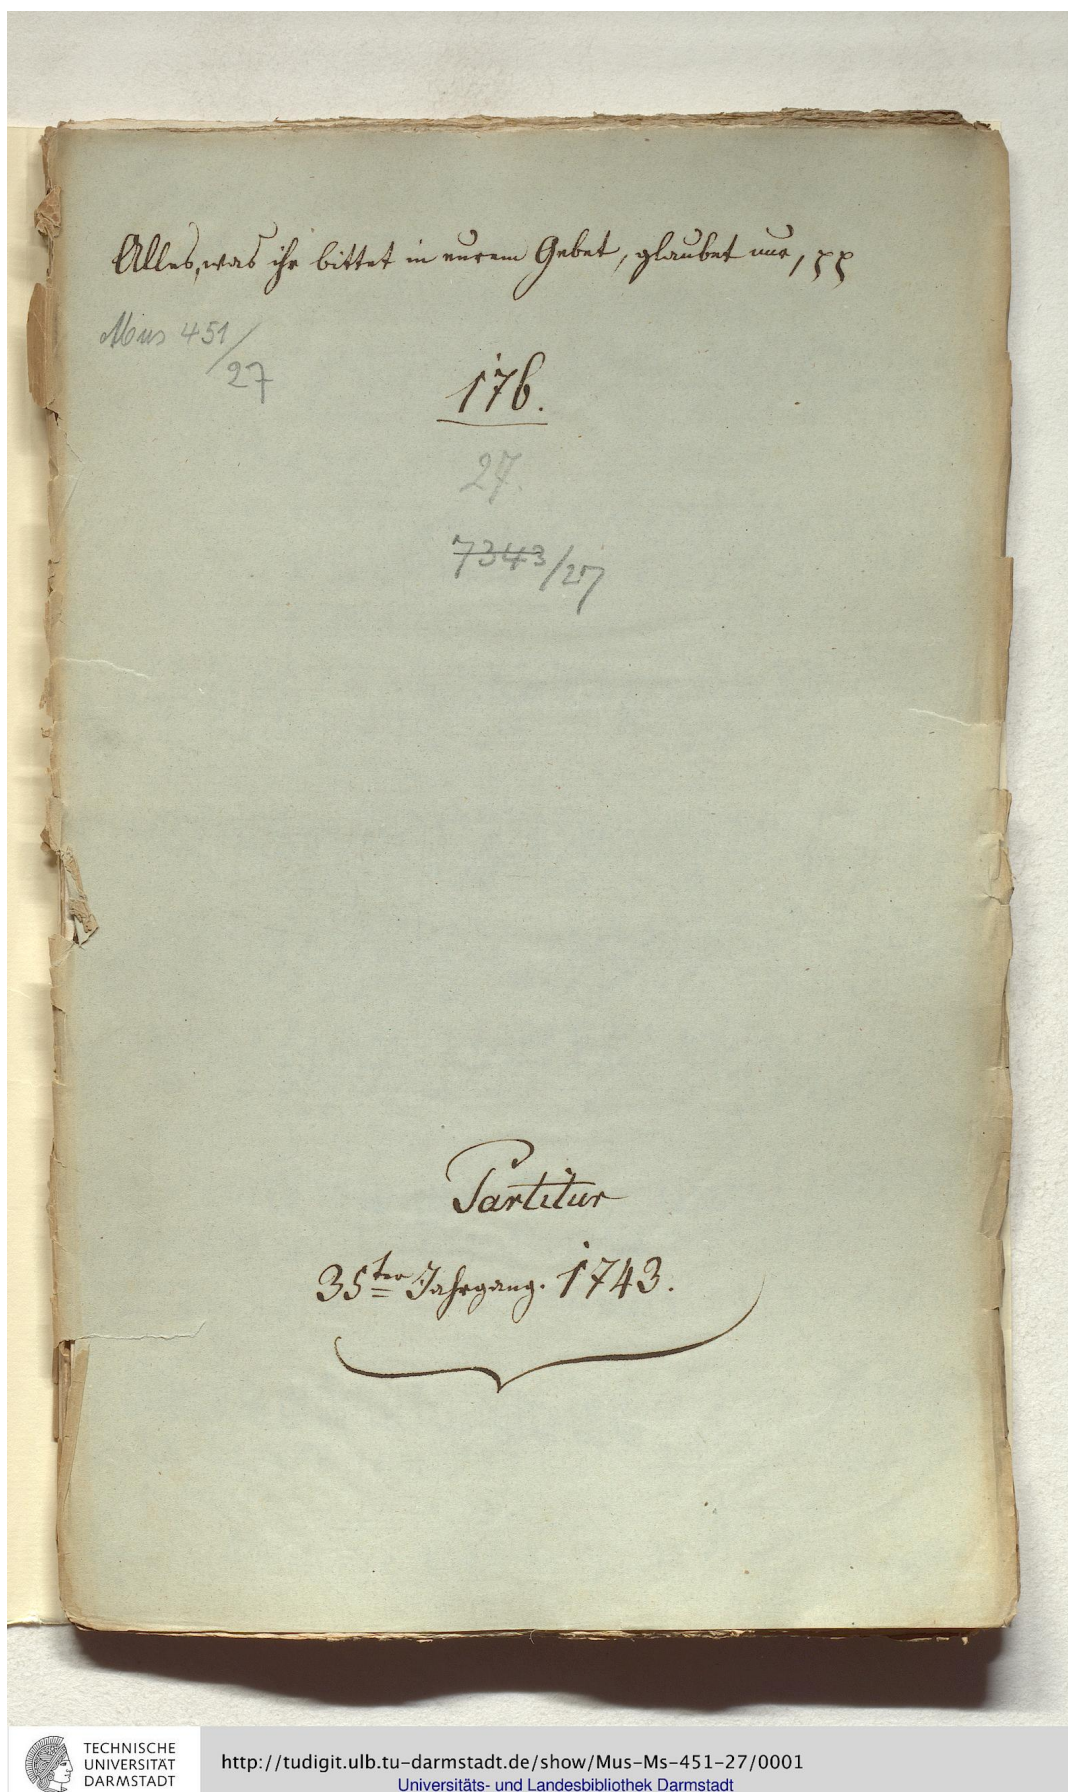 Alles, was ihr bittet in eurem Gebet, glaubet nur, pp
Mus 451/
27
176.
27.
7343/27
Partitur
35ter Jahrgang. 1743.
TECHNISCHE
UNIVERSITÄT
DARMSTADT
http://tudigit.ulb.tu-darmstadt.de/show/Mus-Ms-451-27/0001
Universitäts- und Landesbibliothek Darmstadt